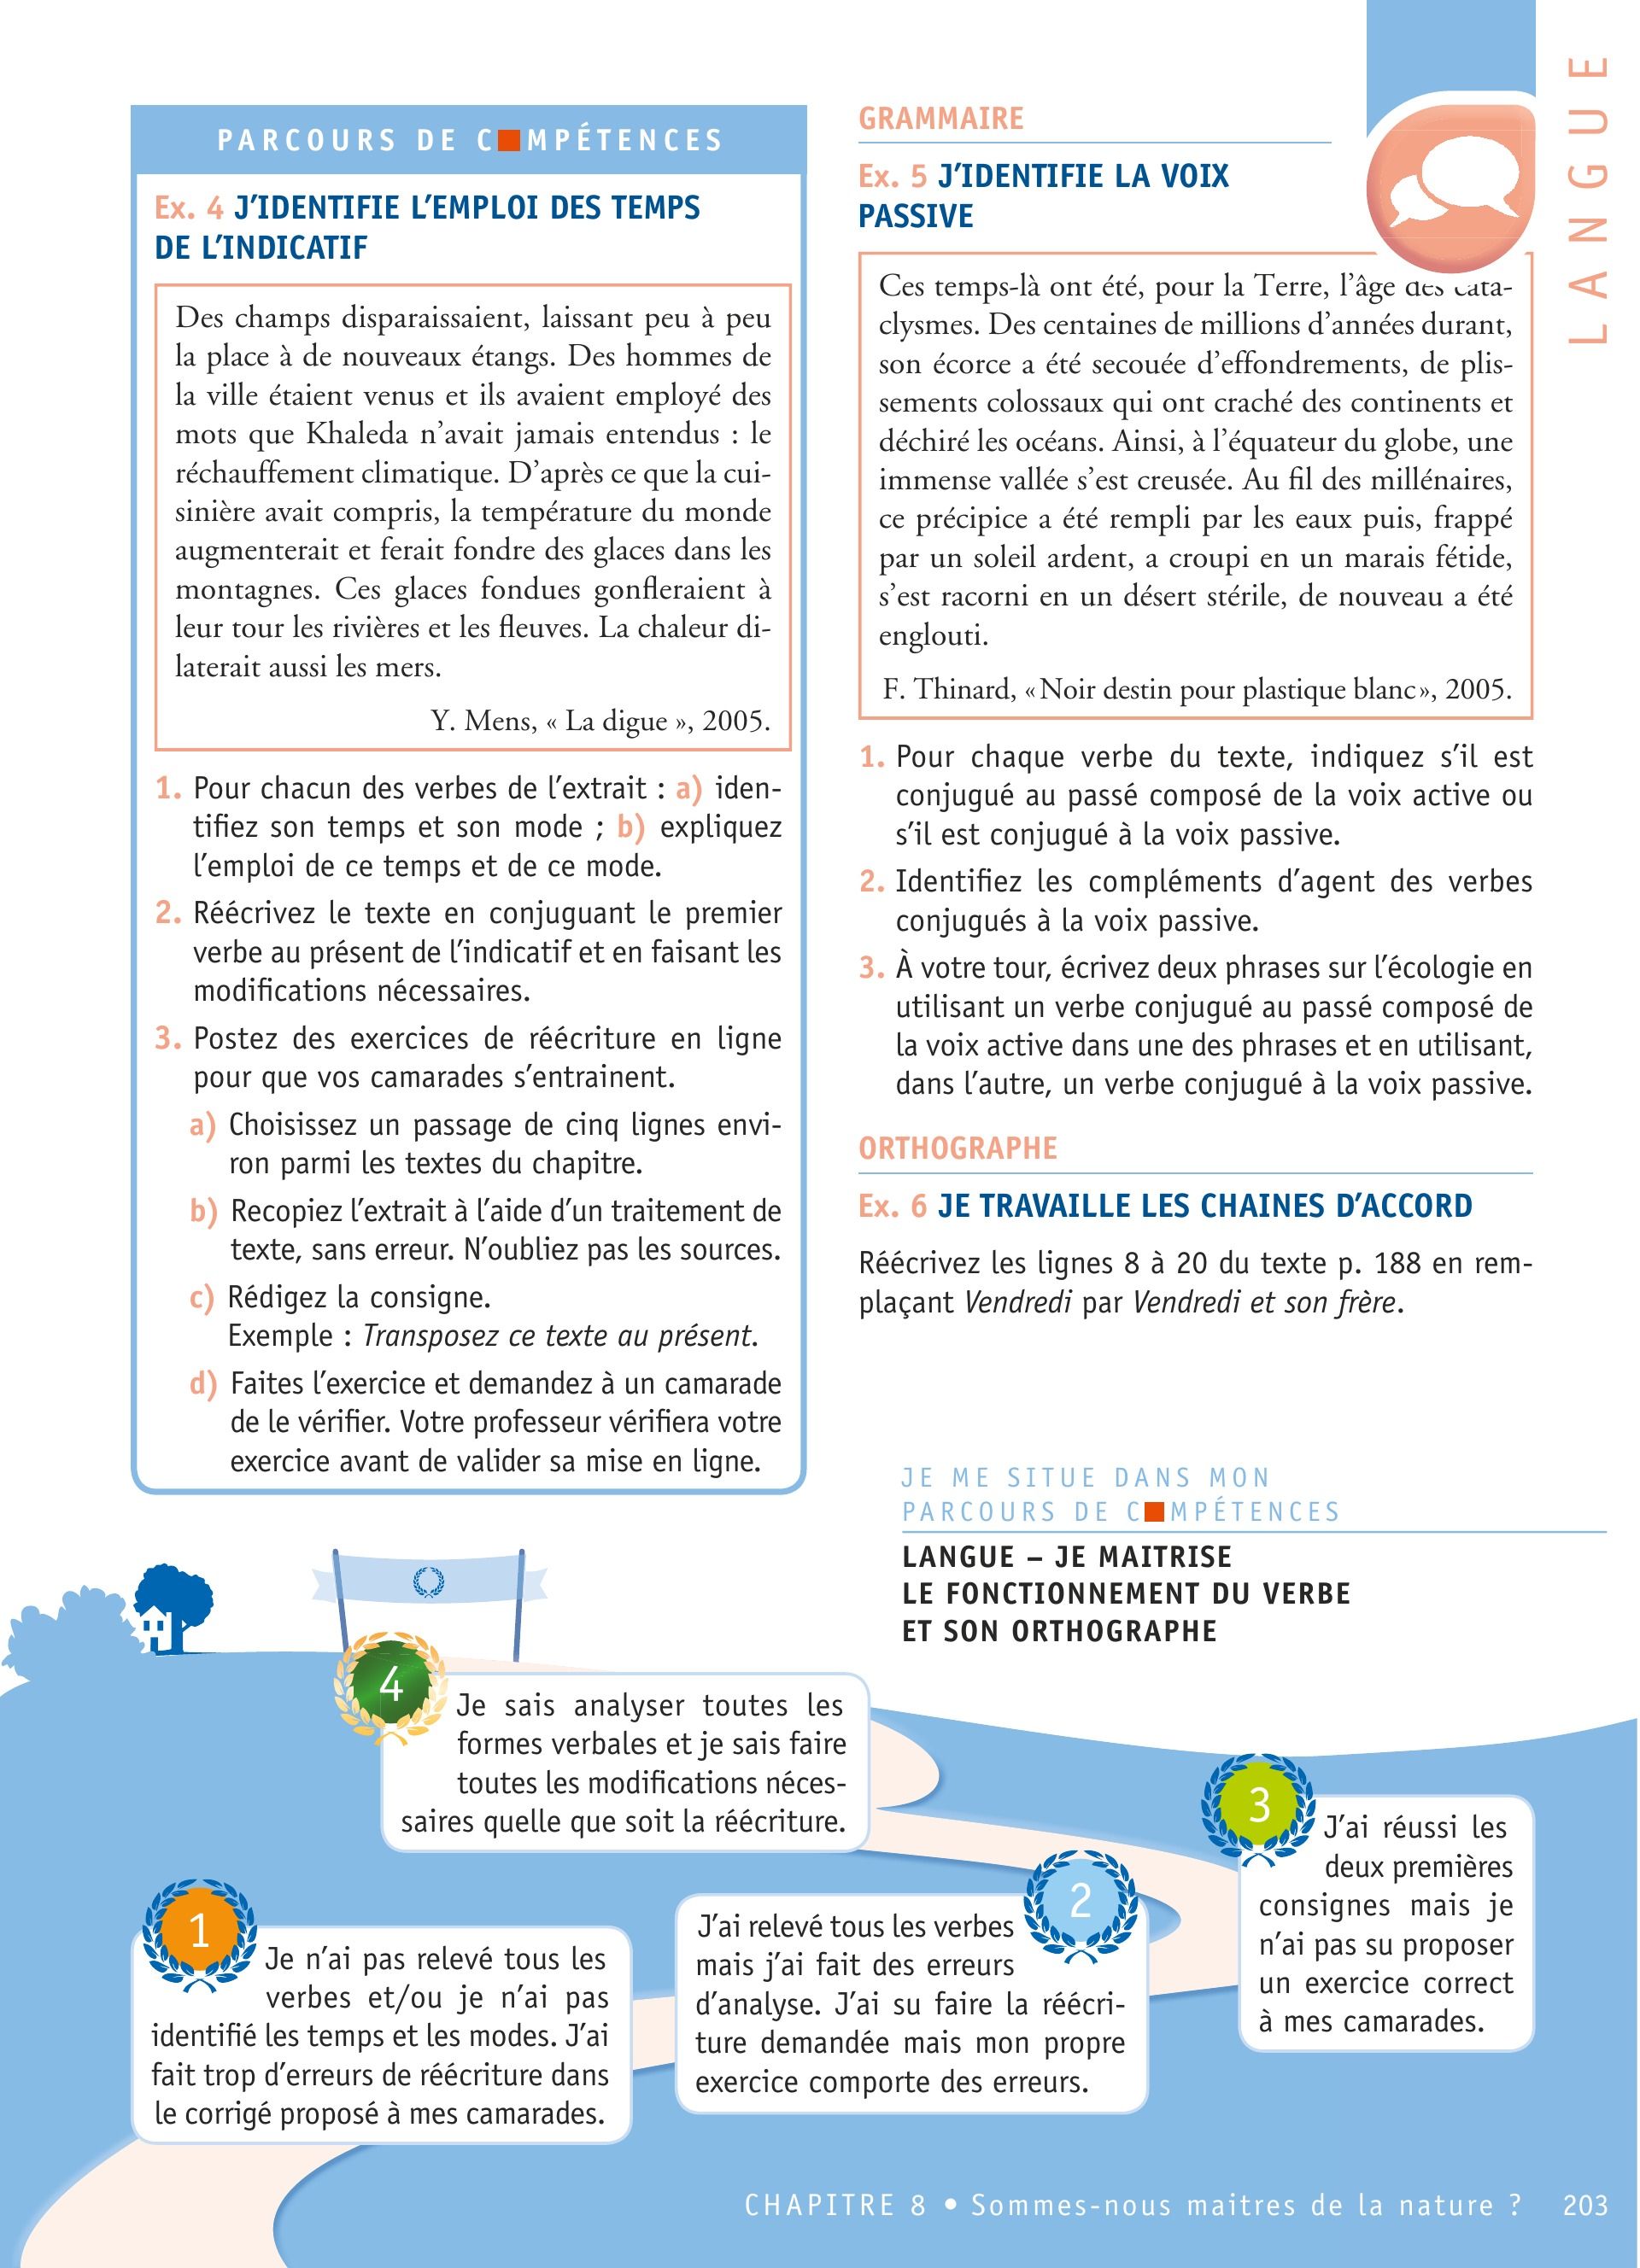 LANGUE
PARCOURS DE C■MPÉTENCES
Ex. 4 J'IDENTIFIE L'EMPLOI DES TEMPS
DE L'INDICATIF
Des champs disparaissaient, laissant peu à peu
la place à de nouveaux étangs. Des hommes de
la ville étaient venus et ils avaient employé des
mots que Khaleda n'avait jamais entendus : le
réchauffement climatique. D'après ce que la cui-
sinière avait compris, la température du monde
augmenterait et ferait fondre des glaces dans les
montagnes. Ces glaces fondues gonfleraient à
leur tour les rivières et les fleuves. La chaleur di-
laterait aussi les mers.
Y. Mens, « La digue », 2005.
1. Pour chacun des verbes de l'extrait : a) iden-
tifiez son temps et son mode ; b) expliquez
l'emploi de ce temps et de ce mode.
2. Réécrivez le texte en conjuguant le premier
verbe au présent de l'indicatif et en faisant les
modifications nécessaires.
3. Postez des exercices de réécriture en ligne
pour que vos camarades s'entrainent.
a) Choisissez un passage de cinq lignes envi-
ron parmi les textes du chapitre.
b) Recopiez l'extrait à l'aide d'un traitement de
texte, sans erreur. N'oubliez pas les sources.
c) Rédigez la consigne.
Exemple : Transposez ce texte au présent.
d) Faites l'exercice et demandez à un camarade
de le vérifier. Votre professeur vérifiera votre
exercice avant de valider sa mise en ligne.
GRAMMAIRE
Ex. 5 J'IDENTIFIE LA VOIX
PASSIVE
Ces temps-là ont été, pour la Terre, l'âge des cata-
clysmes. Des centaines de millions d'années durant,
son écorce a été secouée d'effondrements, de plis-
sements colossaux qui ont craché des continents et
déchiré les océans. Ainsi, à l'équateur du globe, une
immense vallée s'est creusée. Au fil des millénaires,
ce précipice a été rempli par les eaux puis, frappé
par un soleil ardent, a croupi en un marais fétide,
s'est racorni en un désert stérile, de nouveau a été
englouti.
F. Thinard, « Noir destin pour plastique blanc », 2005.
1. Pour chaque verbe du texte, indiquez s'il est
conjugué au passé composé de la voix active ou
s'il est conjugué à la voix passive.
2. Identifiez les compléments d'agent des verbes
conjugués à la voix passive.
3. À votre tour, écrivez deux phrases sur l'écologie en
utilisant un verbe conjugué au passé composé de
la voix active dans une des phrases et en utilisant,
dans l'autre, un verbe conjugué à la voix passive.
ORTHOGRAPHE
Ex. 6 JE TRAVAILLE LES CHAINES D'ACCORD
Réécrivez les lignes 8 à 20 du texte p. 188 en rem-
plaçant Vendredi par Vendredi et son frère.
JE ME SITUE DANS MON
PARCOURS DE C■MPÉTENCES
LANGUE – JE MAITRISE
LE FONCTIONNEMENT DU VERBE
ET SON ORTHOGRAPHE
4
Je sais analyser toutes les
formes verbales et je sais faire
toutes les modifications néces-
saires quelle que soit la réécriture.
3
J'ai réussi les
deux premières
consignes mais je
n'ai pas su proposer
un exercice correct
à mes camarades.
2
J'ai relevé tous les verbes
mais j'ai fait des erreurs
d'analyse. J'ai su faire la réécri-
ture demandée mais mon propre
exercice comporte des erreurs.
1
Je n'ai pas relevé tous les
verbes et/ou je n'ai pas
identifié les temps et les modes. J'ai
fait trop d'erreurs de réécriture dans
le corrigé proposé à mes camarades.
CHAPITRE 8 • Sommes-nous maitres de la nature ? 203